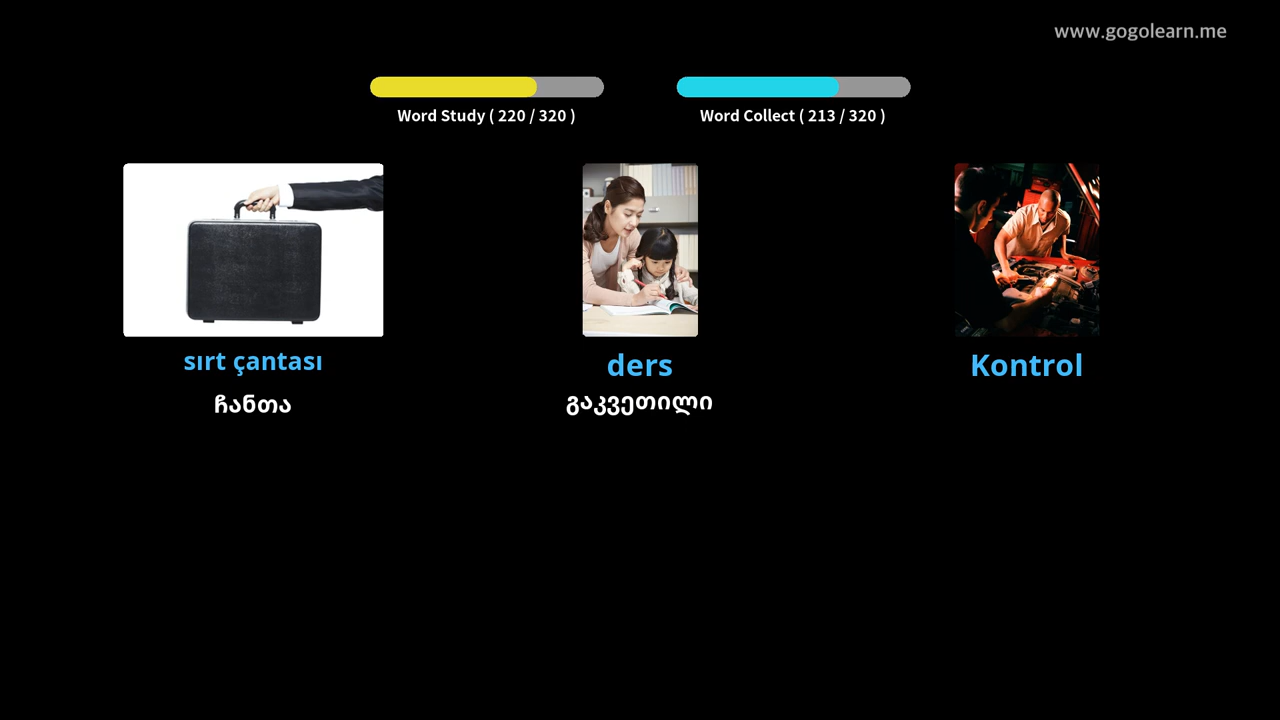 www.gogolearn.me
Word Study ( 220 / 320 )
Word Collect ( 213 / 320 )
sırt çantası
ders
Kontrol
ჩანთა
გაკვეთილი